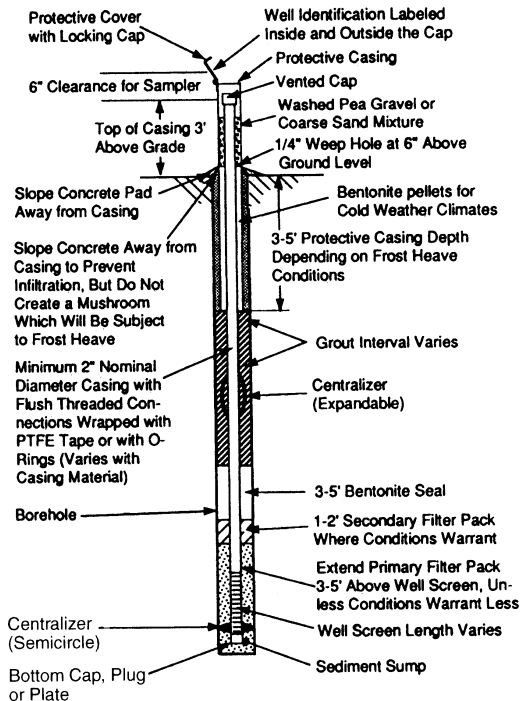 Protective Cover
with Locking Cap
Well Identification Labeled
Inside and Outside the Cap
Protective Casing
6" Clearance for Sampler
Vented Cap
Washed Pea Gravel or
Coarse Sand Mixture
Top of Casing 3'
Above Grade
1/4" Weep Hole at 6" Above
Ground Level
Slope Concrete Pad
Away from Casing
Bentonite pellets for
Cold Weather Climates
Slope Concrete Away from
Casing to Prevent
Infiltration, But Do Not
Create a Mushroom
Which Will Be Subject
to Frost Heave
3-5' Protective Casing Depth
Depending on Frost Heave
Conditions
Grout Interval Varies
Minimum 2" Nominal
Diameter Casing with
Flush Threaded Con-
nections Wrapped with
PTFE Tape or with O-
Rings (Varies with
Casing Material)
Centralizer
(Expandable)
3-5' Bentonite Seal
Borehole
1-2' Secondary Filter Pack
Where Conditions Warrant
Extend Primary Filter Pack
3-5' Above Well Screen, Un-
less Conditions Warrant Less
Centralizer
(Semicircle)
Well Screen Length Varies
Sediment Sump
Bottom Cap, Plug
or Plate